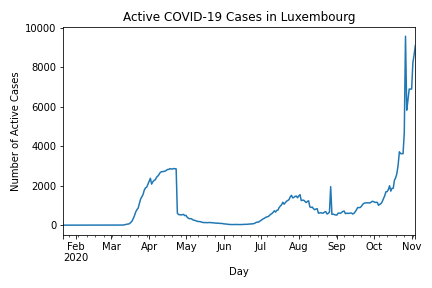 Active COVID-19 Cases in Luxembourg
10000
8000
6000
4000
2000
0
Number of Active Cases
Feb Mar Apr May Jun Jul Aug Sep Oct Nov
2020
Day